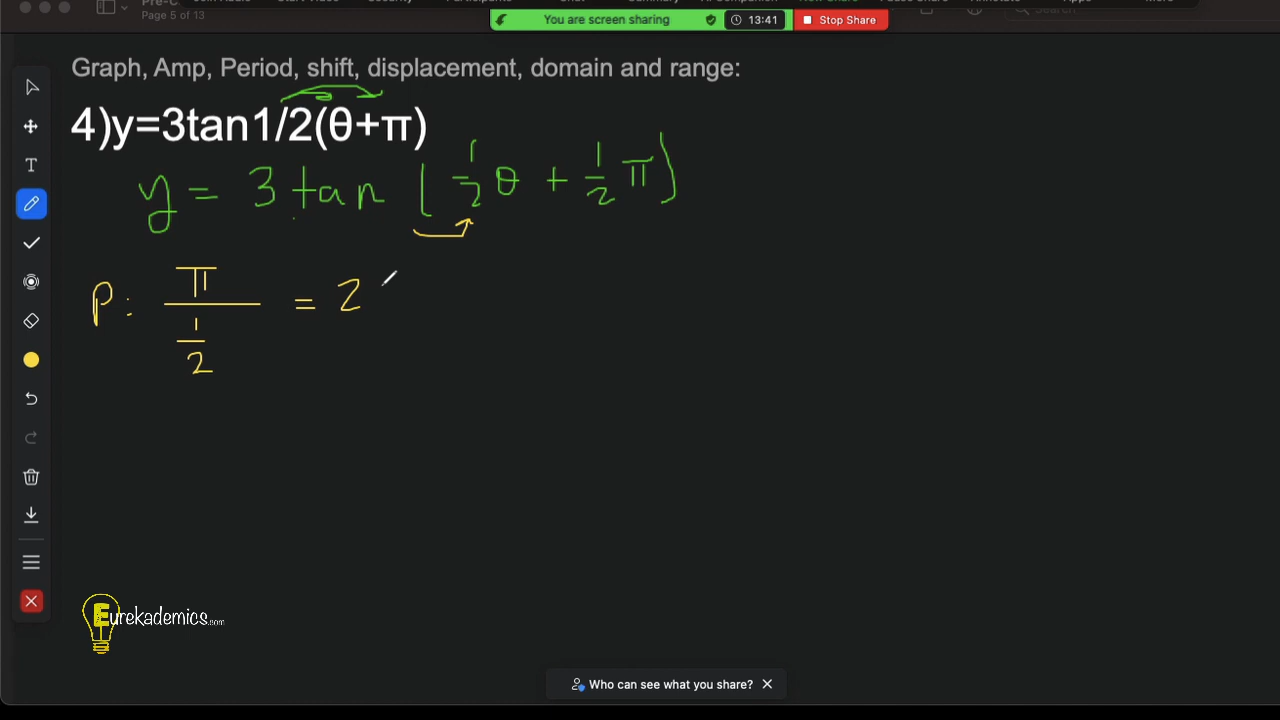 Page 5 of 13
You are screen sharing
13:41
Stop Share
Search
Graph, Amp, Period, shift, displacement, domain and range:
4)y=3tan1/2(θ+π)
y = 3 tan (1/2 θ + 1/2 π)
P: π / 1/2 = 2
T
Eurekademics.com
Who can see what you share?